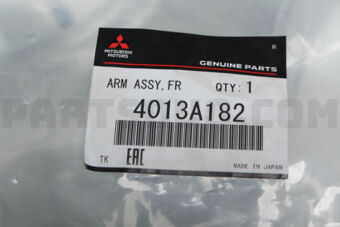 MITSUBISHI
MOTORS
R
GENUINE PARTS
ARM ASSY,FR QTY:1
4013A182
TK EAC
MADE IN JAPAN